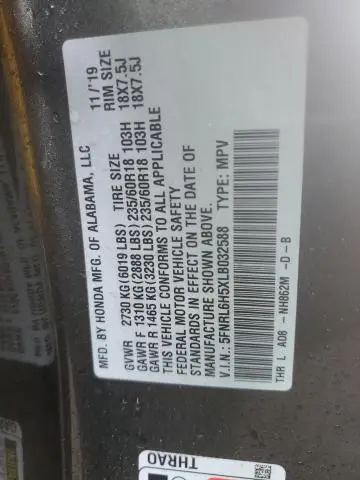 MFG. BY HONDA MFG. OF ALABAMA, LLC 11/'19
GVWR 2730 KG(6019 LBS) TIRE SIZE RIM SIZE
GAWR F 1310 KG(2888 LBS) 235/60R18 103H 18X7.5J
GAWR R 1465 KG(3230 LBS) 235/60R18 103H 18X7.5J
THIS VEHICLE CONFORMS TO ALL APPLICABLE
FEDERAL MOTOR VEHICLE SAFETY
STANDARDS IN EFFECT ON THE DATE OF
MANUFACTURE SHOWN ABOVE.
V.I.N.: 5FNRL6H5XLB032588 TYPE: MPV
THR L A08 -NH862M -D -B
THRA0